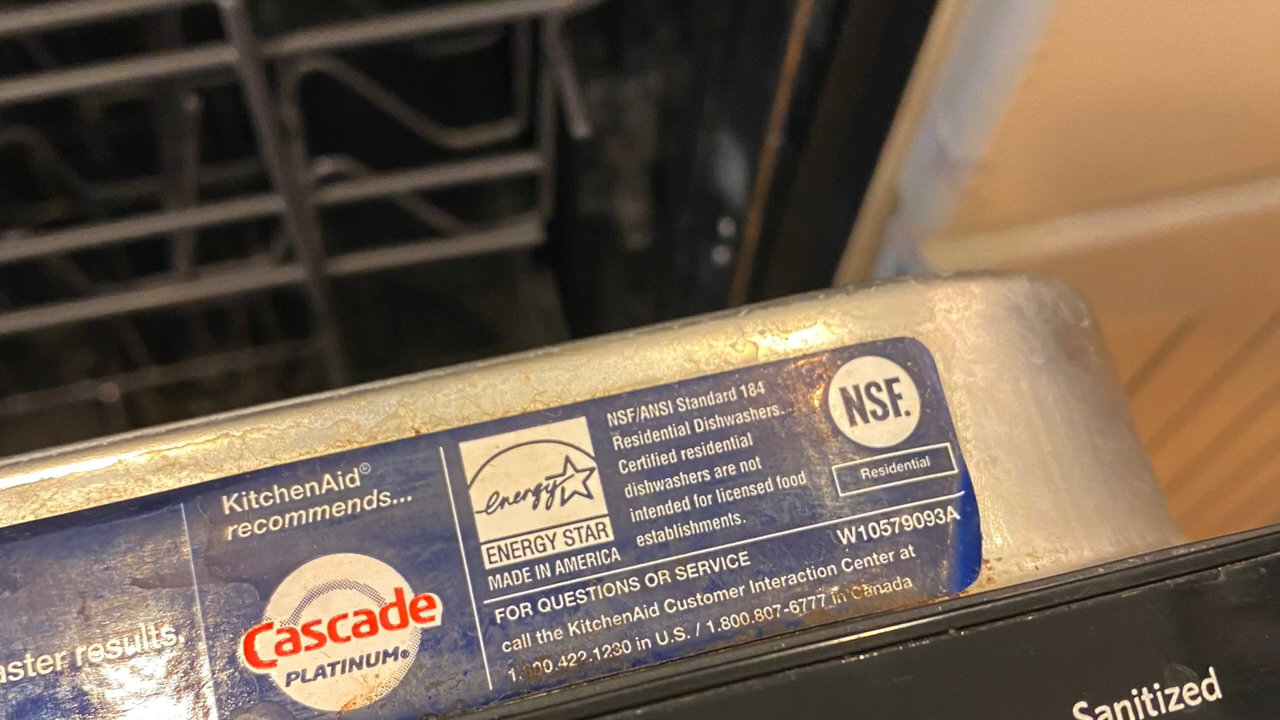 aster results.
KitchenAid®
recommends...
Cascade
PLATINUM®
energy
ENERGY STAR
MADE IN AMERICA
NSF/ANSI Standard 184
Residential Dishwashers.
Certified residential
dishwashers are not
intended for licensed food
establishments.
NSF.
Residential
W10579093A
FOR QUESTIONS OR SERVICE
call the KitchenAid Customer Interaction Center at
1.800.422.1230 in U.S. / 1.800.807-6777 in Canada
Sanitized